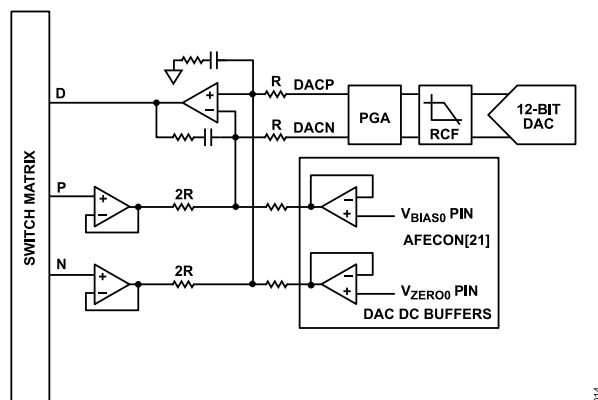 SWITCH MATRIX
D
R
DACP
R
DACN
PGA
RCF
12-BIT
DAC
P
2R
VBIAS0 PIN
AFECON[21]
N
2R
VZERO0 PIN
DAC DC BUFFERS
014